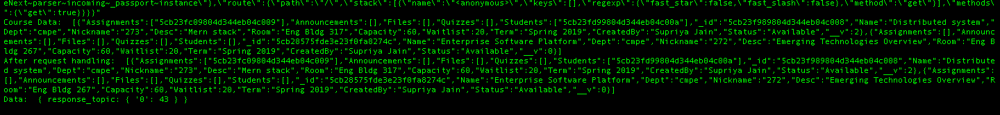 eNext~parser~incoming~_passport~instance\"},\"route\":{\"path\":\"/\",\"stack\":[{\"name\":\"<anonymous>\",\"keys\":[],\"regexp\":{\"fast_star\":false,\"fast_slash\":false},\"method\":\"get\"}],\"methods\
":{\"get\":true}}}}"
Course Data:  [{"Assignments":["5cb23fc09804d344eb04c009"],"Announcements":[],"Files":[],"Quizzes":[],"Students":["5cb23fd99804d344eb04c00a"],"_id":"5cb23f989804d344eb04c008","Name":"Distributed system","
Dept":"cmpe","Nickname":"273","Desc":"Mern stack","Room":"Eng Bldg 317","Capacity":60,"Waitlist":20,"Term":"Spring 2019","CreatedBy":"Supriya Jain","Status":"Available","__v":2},{"Assignments":[],"Announc
ements":[],"Files":[],"Quizzes":[],"Students":[],"_id":"5cb28575fde3e23f0fa8274c","Name":"Enterprise Software Platform","Dept":"cmpe","Nickname":"272","Desc":"Emerging Technologies Overview","Room":"Eng B
ldg 267","Capacity":60,"Waitlist":20,"Term":"Spring 2019","CreatedBy":"Supriya Jain","Status":"Available","__v":0}]
After request handling:  [{"Assignments":["5cb23fc09804d344eb04c009"],"Announcements":[],"Files":[],"Quizzes":[],"Students":["5cb23fd99804d344eb04c00a"],"_id":"5cb23f989804d344eb04c008","Name":"Distribute
d system","Dept":"cmpe","Nickname":"273","Desc":"Mern stack","Room":"Eng Bldg 317","Capacity":60,"Waitlist":20,"Term":"Spring 2019","CreatedBy":"Supriya Jain","Status":"Available","__v":2},{"Assignments":
[],"Announcements":[],"Files":[],"Quizzes":[],"Students":[],"_id":"5cb28575fde3e23f0fa8274c","Name":"Enterprise Software Platform","Dept":"cmpe","Nickname":"272","Desc":"Emerging Technologies Overview","R
oom":"Eng Bldg 267","Capacity":60,"Waitlist":20,"Term":"Spring 2019","CreatedBy":"Supriya Jain","Status":"Available","__v":0}]
Data:  { response_topic: { '0': 43 } }